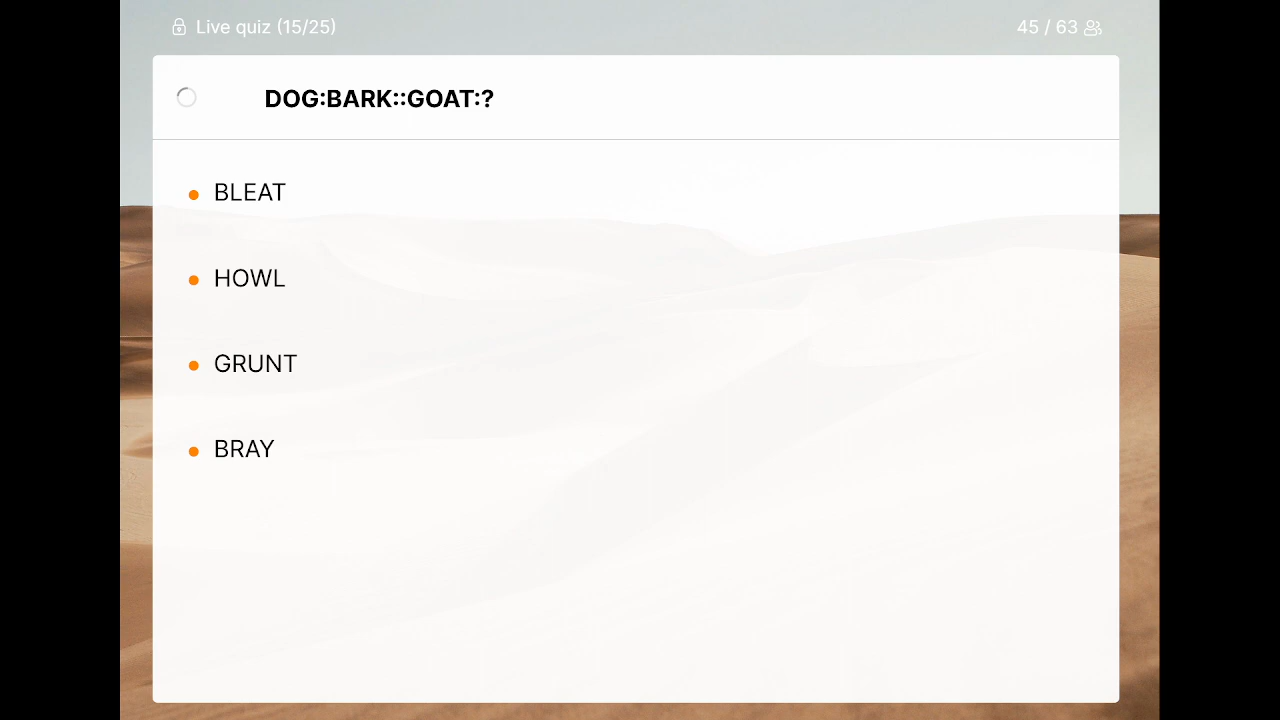 Live quiz (15/25)
45 / 63
DOG:BARK::GOAT:?
BLEAT
HOWL
GRUNT
BRAY